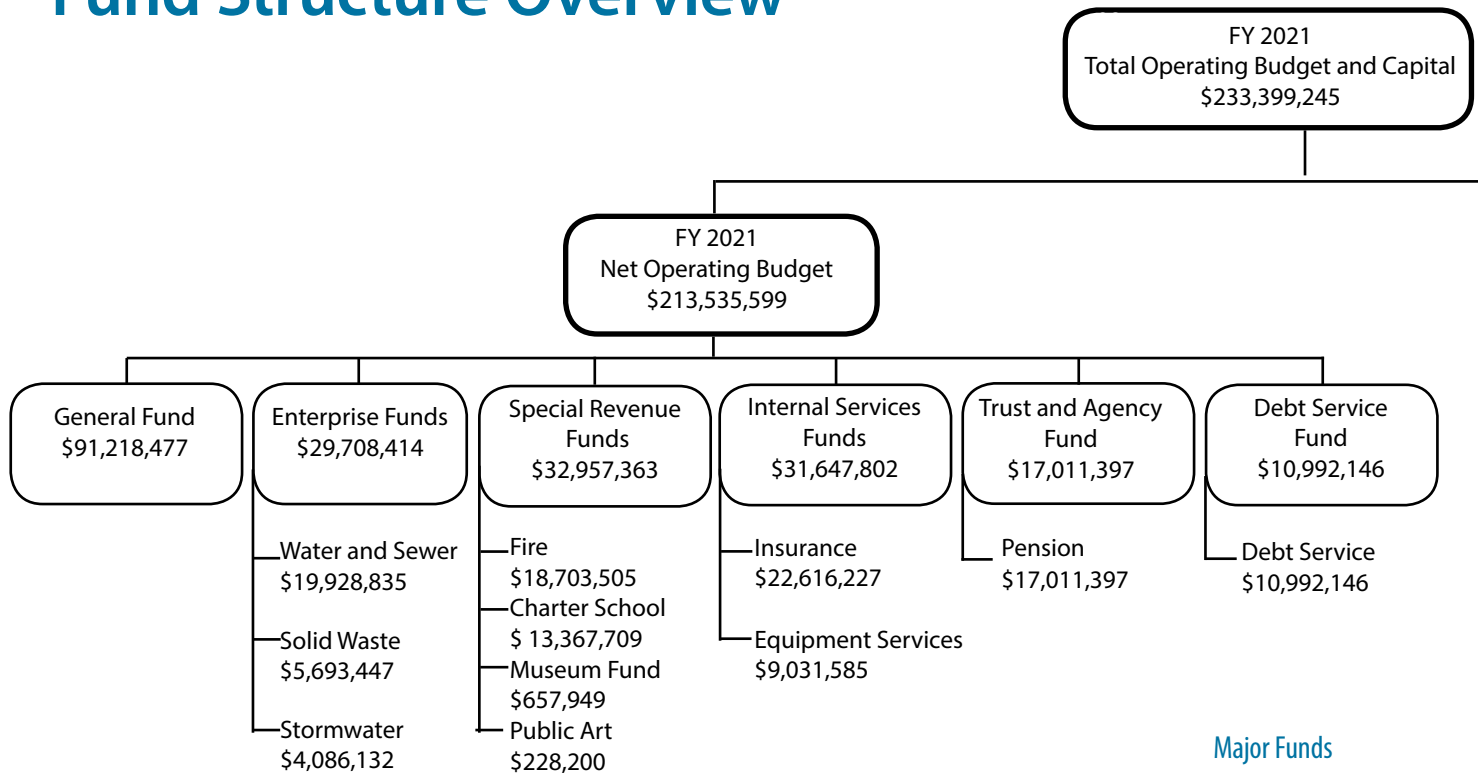 Fund Structure Overview
FY 2021
Total Operating Budget and Capital
$233,399,245
FY 2021
Net Operating Budget
$213,535,599
General Fund
$91,218,477
Enterprise Funds
$29,708,414
Special Revenue
Funds
$32,957,363
Internal Services
Funds
$31,647,802
Trust and Agency
Fund
$17,011,397
Debt Service
Fund
$10,992,146
Water and Sewer
$19,928,835
Solid Waste
$5,693,447
Stormwater
$4,086,132
Fire
$18,703,505
Charter School
$ 13,367,709
Museum Fund
$657,949
Public Art
$228,200
Insurance
$22,616,227
Equipment Services
$9,031,585
Pension
$17,011,397
Debt Service
$10,992,146
Major Funds